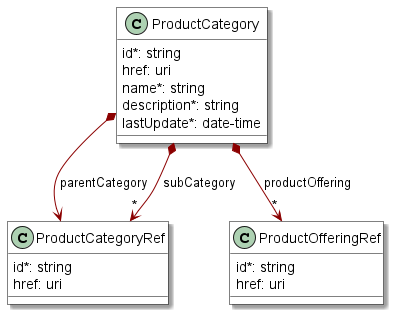 C ProductCategory
id*: string
href: uri
name*: string
description*: string
lastUpdate*: date-time
parentCategory
subCategory
productOffering
*
*
C ProductCategoryRef
id*: string
href: uri
C ProductOfferingRef
id*: string
href: uri